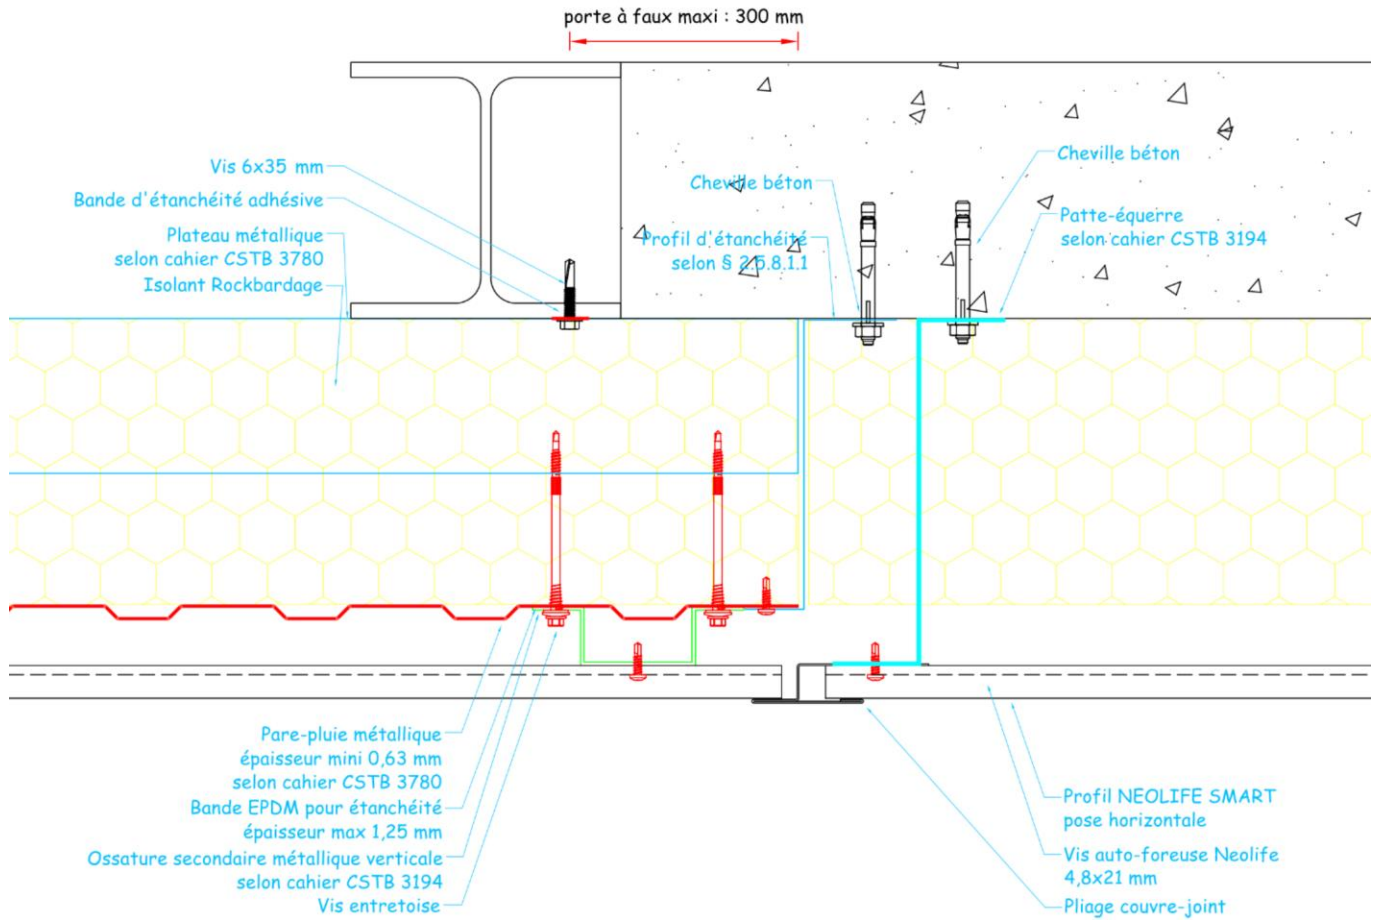 porte à faux maxi : 300 mm
Vis 6x35 mm
Bande d'étanchéité adhésive
Plateau métallique
selon cahier CSTB 3780
Isolant Rockbardage
Cheville béton
Profil d'étanchéité
selon § 2.5.8.1.1
Cheville béton
Patte-équerre
selon cahier CSTB 3194
Pare-pluie métallique
épaisseur mini 0,63 mm
selon cahier CSTB 3780
Bande EPDM pour étanchéité
épaisseur max 1,25 mm
Ossature secondaire métallique verticale
selon cahier CSTB 3194
Vis entretoise
Profil NEOLIFE SMART
pose horizontale
Vis auto-foreuse Neolife
4,8x21 mm
Pliage couvre-joint